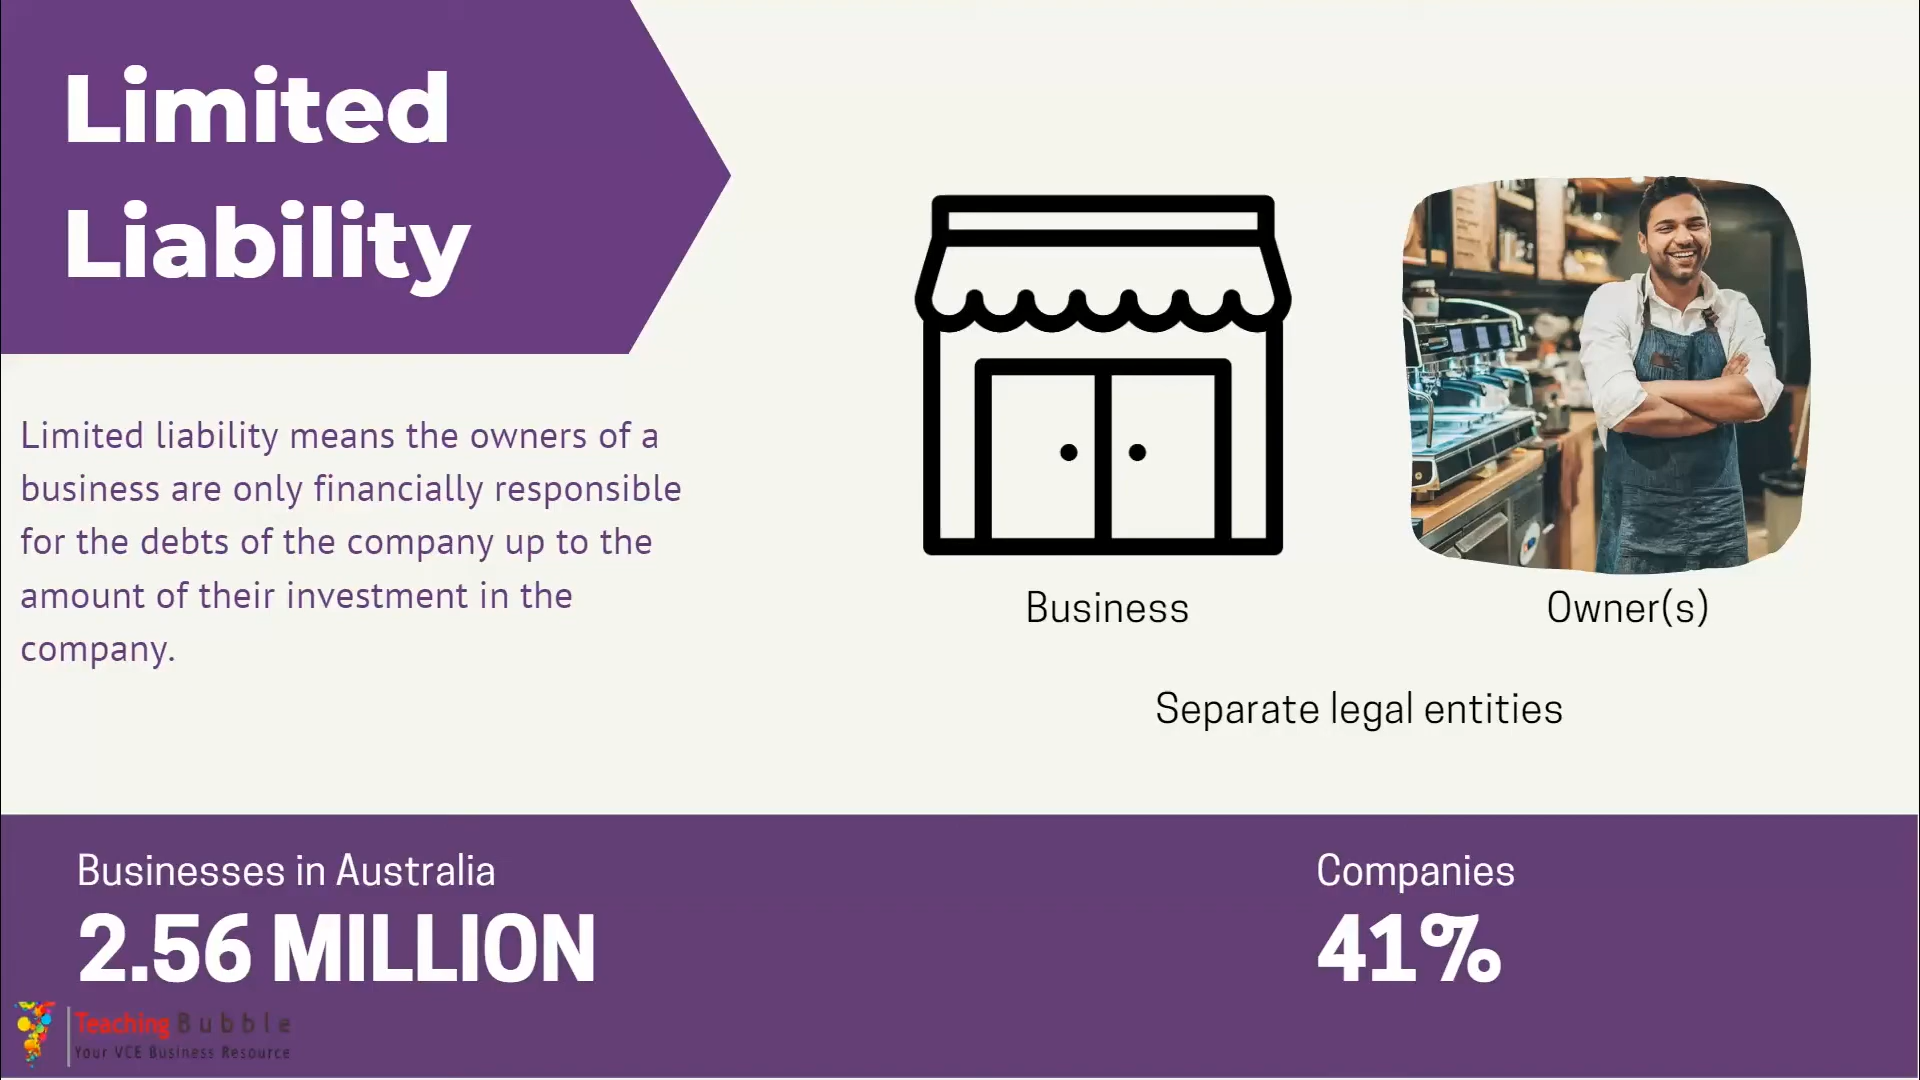 Limited
Liability
Limited liability means the owners of a
business are only financially responsible
for the debts of the company up to the
amount of their investment in the
company.
Business
Owner(s)
Separate legal entities
Businesses in Australia
2.56 MILLION
Companies
41%
Teaching Bubble
Your VCE Business Resource